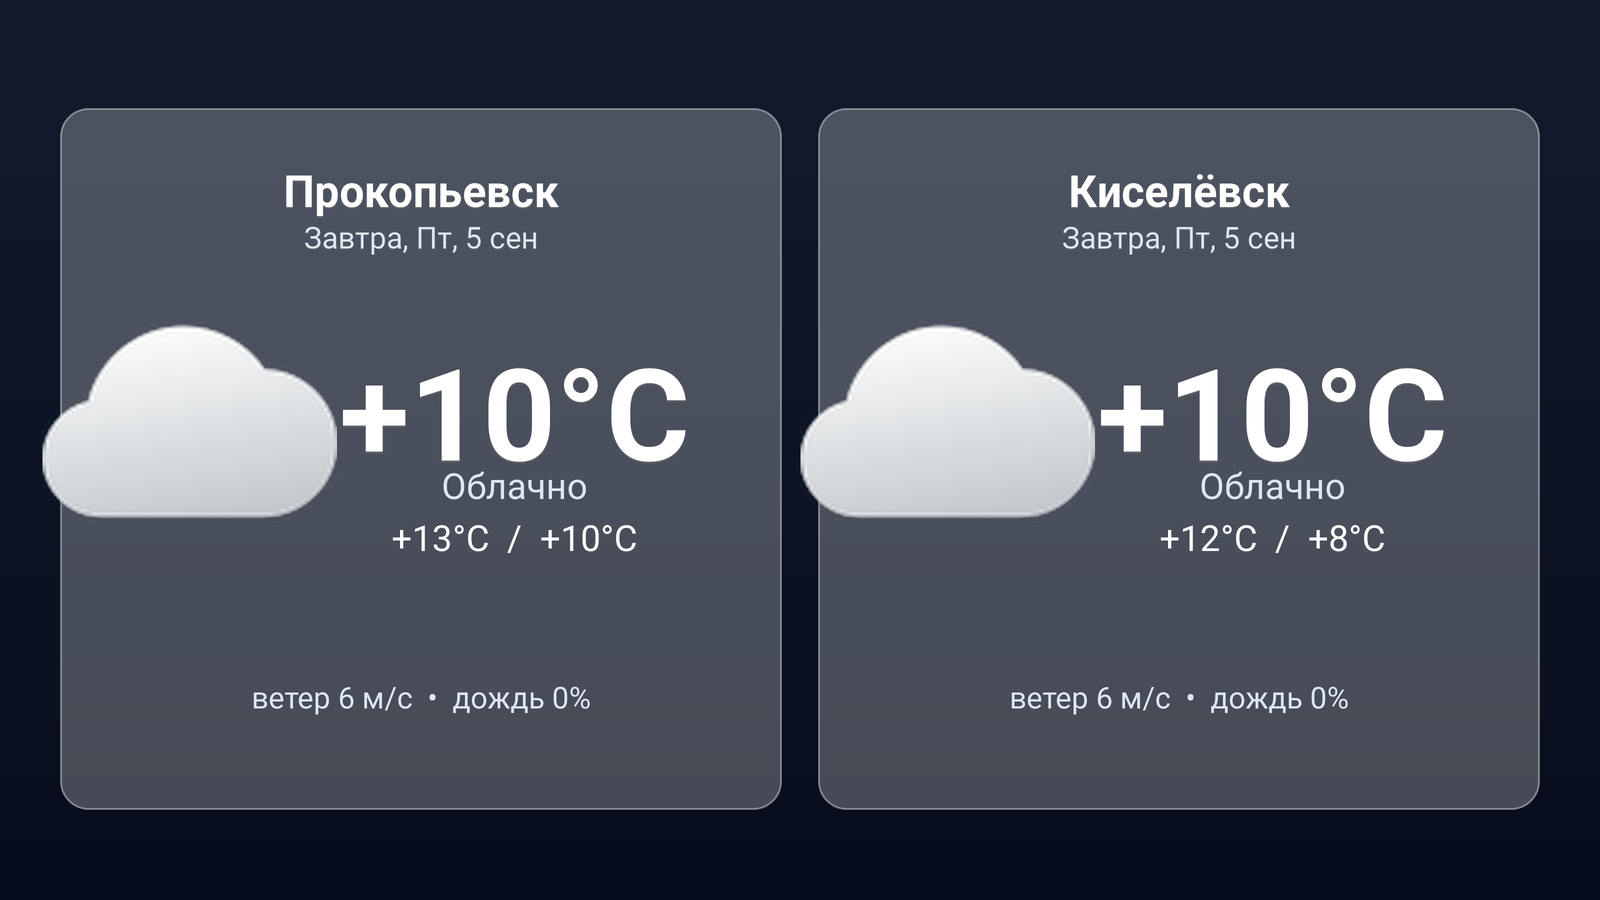 Прокопьевск
Завтра, Пт, 5 сен
+10°C
Облачно
+13°C / +10°C
ветер 6 м/с • дождь 0%
Киселёвск
Завтра, Пт, 5 сен
+10°C
Облачно
+12°C / +8°C
ветер 6 м/с • дождь 0%